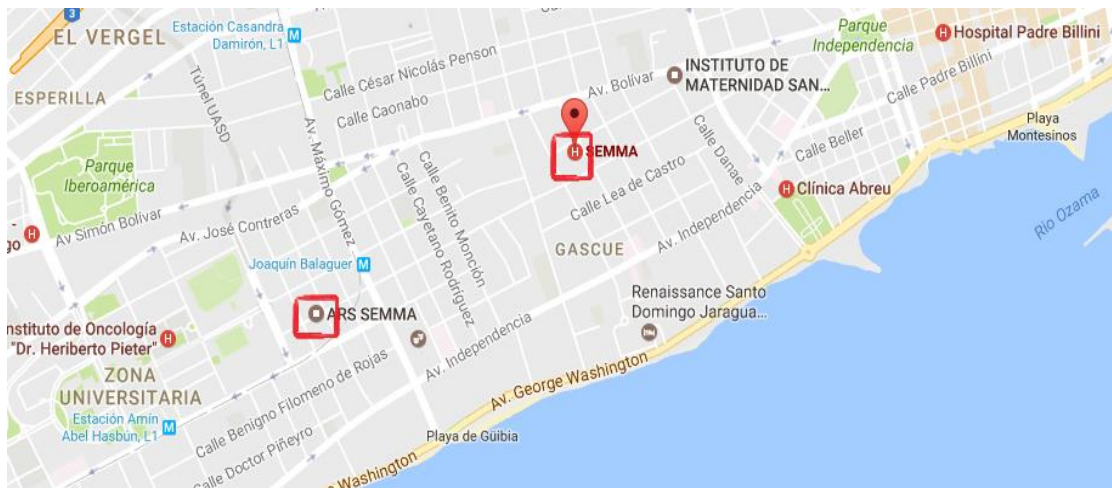 3
EL VERGEL
Estación Casandra
Damirón, L1
M
ESPERILLA
Túnel UASD
Calle César Nicolás Penson
Calle Caonabo
Av. Máximo Gómez
Av. Bolívar
INSTITUTO DE
MATERNIDAD SAN...
Parque
Independencia
H Hospital Padre Billini
Calle Padre Billini
Playa
Montesinos
H SEMMA
Calle Danae
Calle Beller
Parque
Iberoamérica
Calle Benito Monción
Calle Cayetano Rodríguez
Calle Lea de Castro
H Clínica Abreu
Rio Ozama
go H
Av Simón Bolívar
Av. José Contreras
GASCUE
Av. Independencia
Joaquín Balaguer M
ARS SEMMA
Renaissance Santo
Domingo Jaragua...
nstituto de Oncología
"Dr. Heriberto Pieter" H
Av. Independencia
ZONA
UNIVERSITARIA
Calle Benigno Filomeno de Rojas
Av. George Washington
Estación Amín
Abel Hasbún, L1 M
Calle Doctor Piñeyro
Playa de Güibia
Washington